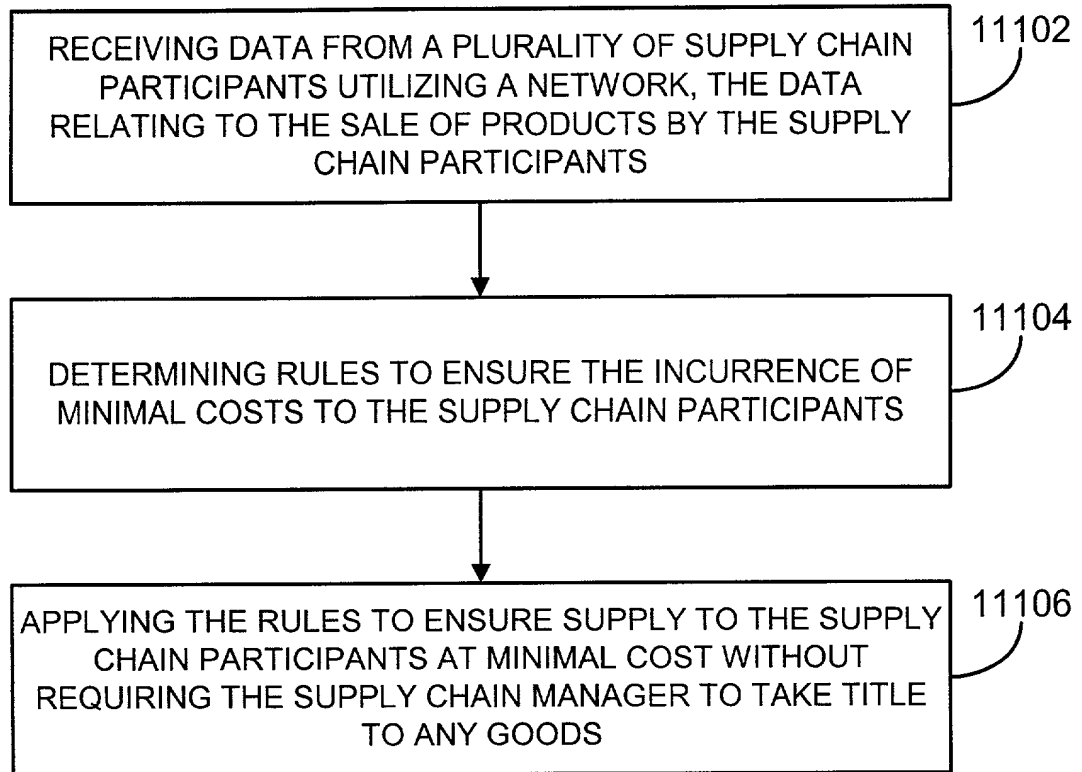 RECEIVING DATA FROM A PLURALITY OF SUPPLY CHAIN
PARTICIPANTS UTILIZING A NETWORK, THE DATA
RELATING TO THE SALE OF PRODUCTS BY THE SUPPLY
CHAIN PARTICIPANTS
11102
DETERMINING RULES TO ENSURE THE INCURRENCE OF
MINIMAL COSTS TO THE SUPPLY CHAIN PARTICIPANTS
11104
APPLYING THE RULES TO ENSURE SUPPLY TO THE SUPPLY
CHAIN PARTICIPANTS AT MINIMAL COST WITHOUT
REQUIRING THE SUPPLY CHAIN MANAGER TO TAKE TITLE
TO ANY GOODS
11106